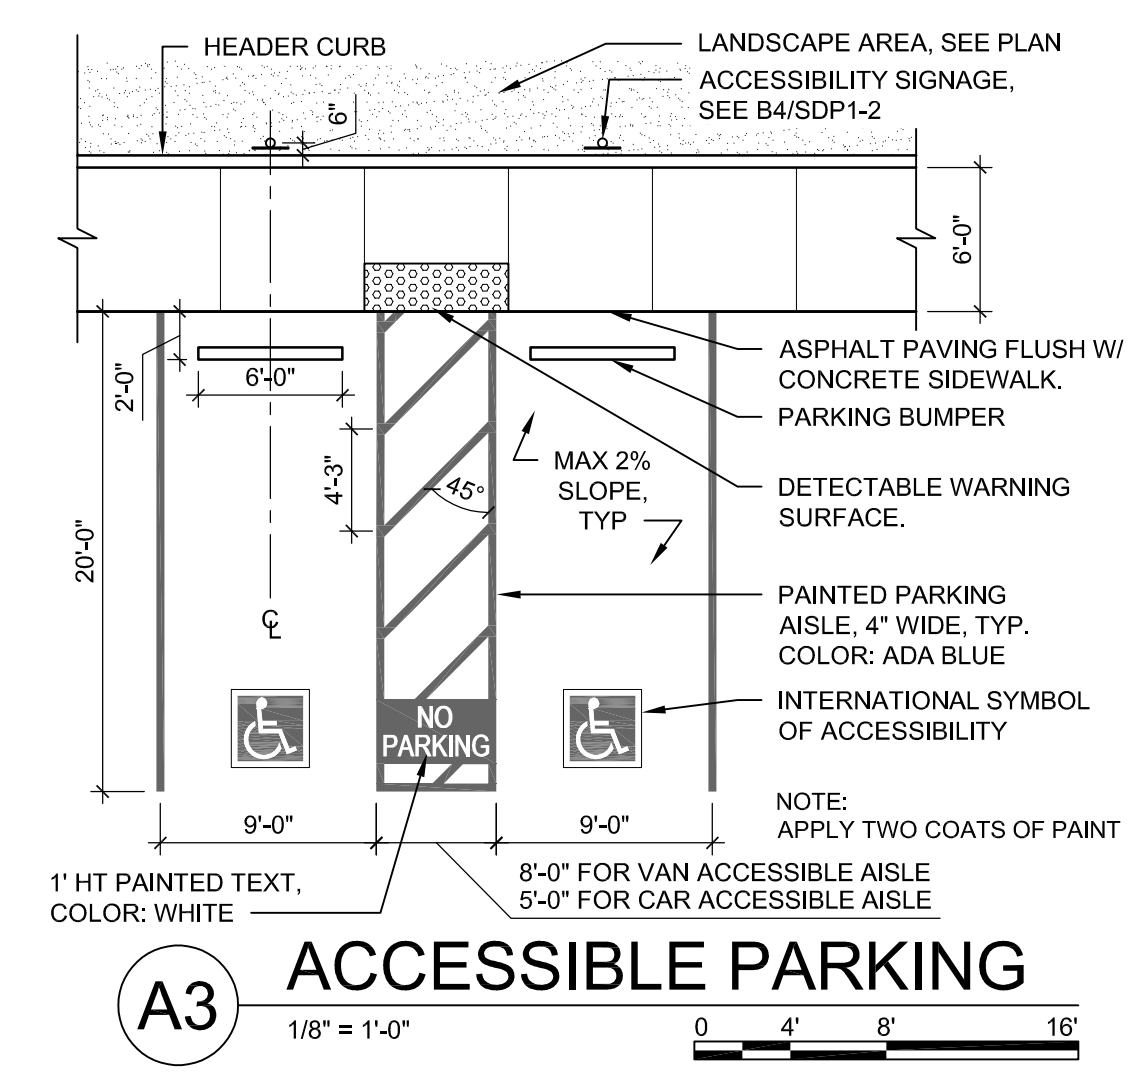 HEADER CURB
LANDSCAPE AREA, SEE PLAN
ACCESSIBILITY SIGNAGE,
SEE B4/SDP1-2
6"
6'-0"
ASPHALT PAVING FLUSH W/
CONCRETE SIDEWALK.
2'-0"
6'-0"
PARKING BUMPER
MAX 2%
SLOPE,
TYP
4'-3"
45°
DETECTABLE WARNING
SURFACE.
20'-0"
PAINTED PARKING
AISLE, 4" WIDE, TYP.
COLOR: ADA BLUE
CL
INTERNATIONAL SYMBOL
OF ACCESSIBILITY
NO
PARKING
NOTE:
APPLY TWO COATS OF PAINT
9'-0"
9'-0"
1' HT PAINTED TEXT,
COLOR: WHITE
8'-0" FOR VAN ACCESSIBLE AISLE
5'-0" FOR CAR ACCESSIBLE AISLE
A3
ACCESSIBLE PARKING
1/8" = 1'-0"
0 4' 8' 16'